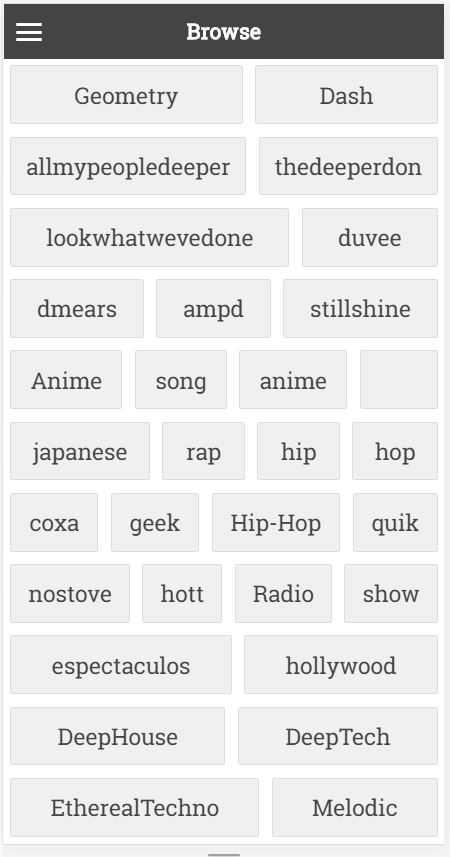 Browse
Geometry Dash
allmypeopledeeper thedeeperdon
lookwhatwevedone duvee
dmears ampd stillshine
Anime song anime
japanese rap hip hop
coxa geek Hip-Hop quik
nostove hott Radio show
espectaculos hollywood
DeepHouse DeepTech
EtherealTechno Melodic